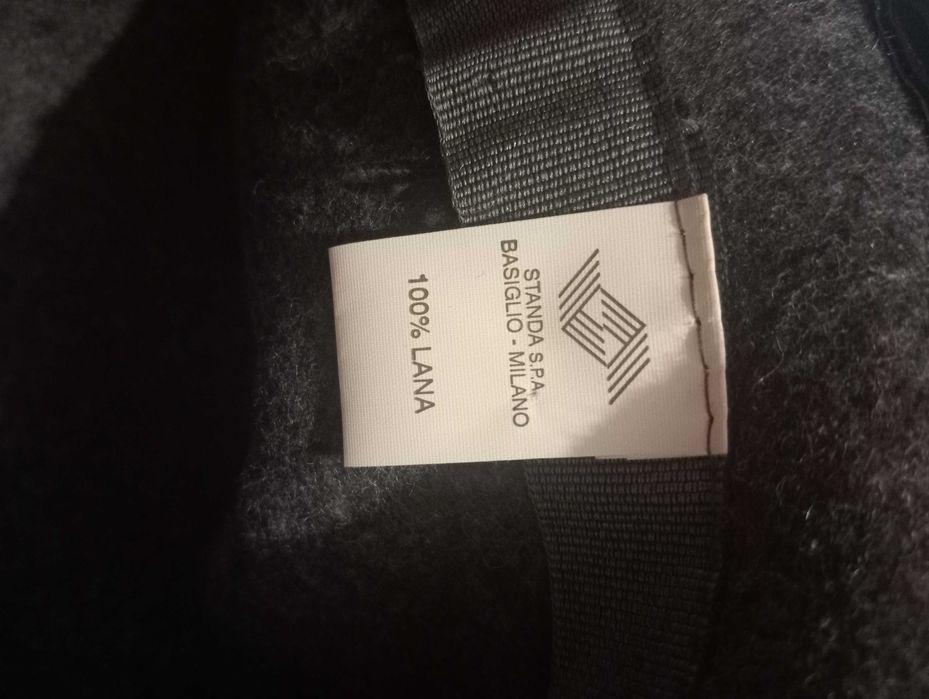 STANDA S.P.A.
BASIGLIO - MILANO
100% LANA